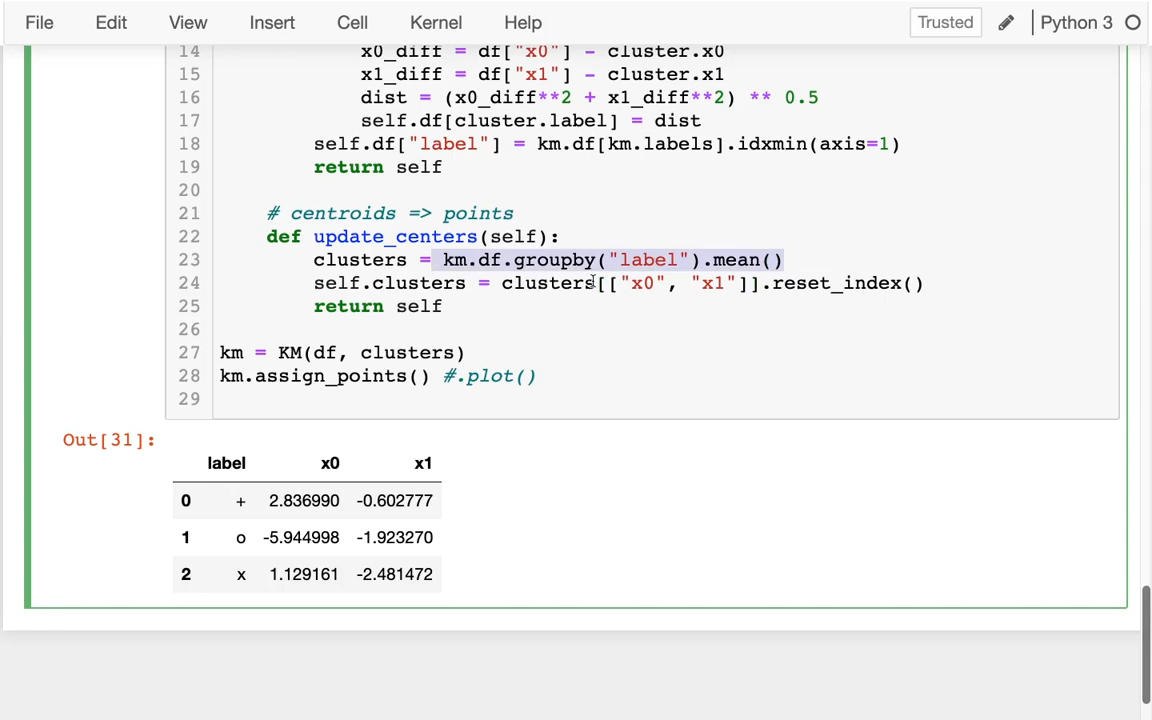 File Edit View Insert Cell Kernel Help Trusted Python 3
14 x0_diff = df["x0"] - cluster.x0
15 x1_diff = df["x1"] - cluster.x1
16 dist = (x0_diff**2 + x1_diff**2) ** 0.5
17 self.df[cluster.label] = dist
18 self.df["label"] = km.df[km.labels].idxmin(axis=1)
19 return self
20
21 # centroids => points
22 def update_centers(self):
23 clusters = km.df.groupby("label").mean()
24 self.clusters = clusters[["x0", "x1"]].reset_index()
25 return self
26
27 km = KM(df, clusters)
28 km.assign_points() #.plot()
29
Out[31]:
label x0 x1
0 + 2.836990 -0.602777
1 o -5.944998 -1.923270
2 x 1.129161 -2.481472